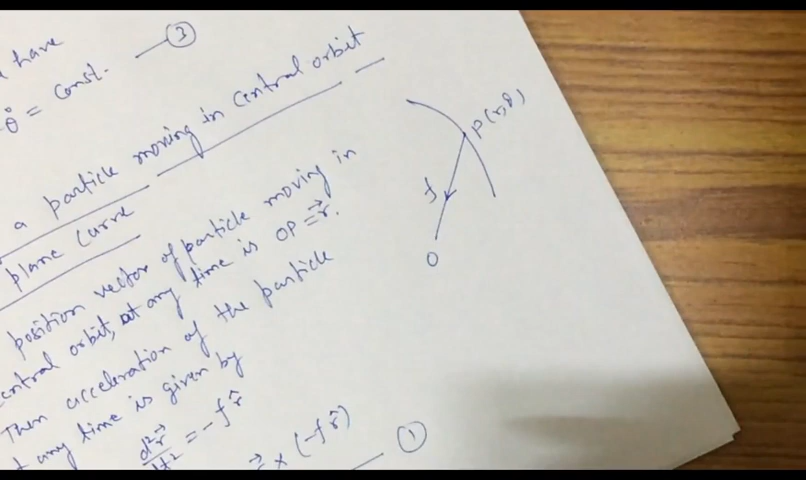 have
θ̇ = const. — ③
a particle moving in central orbit
plane curve
position vector of particle moving in
central orbit, at any time is OP = r⃗.
Then acceleration of the particle
at any time is given by
d²r⃗/dt² = -f r̂
r⃗ × (-f r̂) — ①
P(r,θ)
f
O